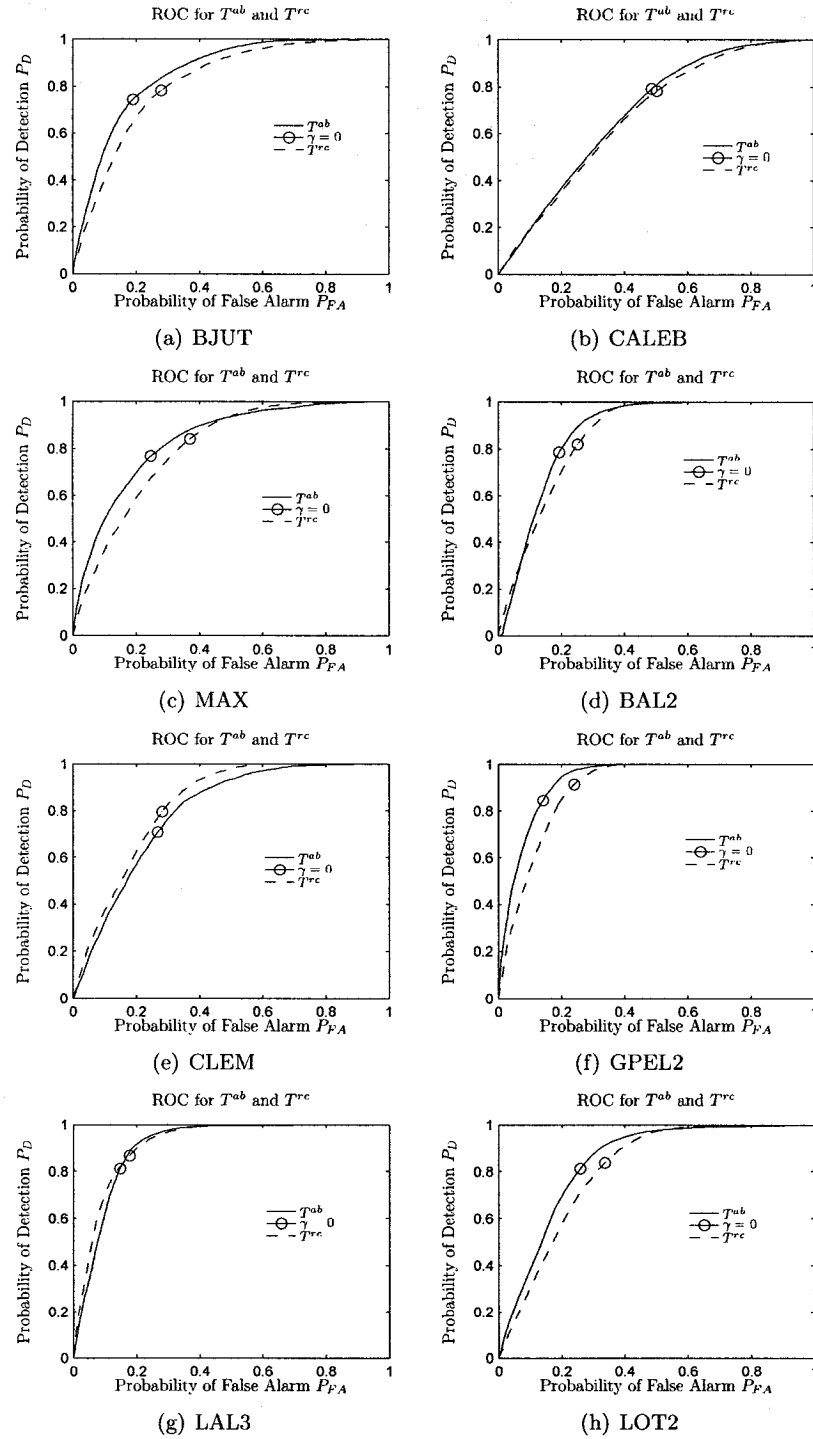 ROC for T^ab and T^rc
Probability of Detection P_D
1
0.8
0.6
0.4
0.2
0
0 0.2 0.4 0.6 0.8 1
T^ab
γ = 0
T^rc
Probability of False Alarm P_FA
(a) BJUT
ROC for T^ab and T^rc
Probability of Detection P_D
1
0.8
0.6
0.4
0.2
0
0 0.2 0.4 0.6 0.8 1
T^ab
γ = 0
T^rc
Probability of False Alarm P_FA
(b) CALEB
ROC for T^ab and T^rc
Probability of Detection P_D
1
0.8
0.6
0.4
0.2
0
0 0.2 0.4 0.6 0.8 1
T^ab
γ = 0
T^rc
Probability of False Alarm P_FA
(c) MAX
ROC for T^ab and T^rc
Probability of Detection P_D
1
0.8
0.6
0.4
0.2
0
0 0.2 0.4 0.6 0.8 1
T^ab
γ = 0
T^rc
Probability of False Alarm P_FA
(d) BAL2
ROC for T^ab and T^rc
Probability of Detection P_D
1
0.8
0.6
0.4
0.2
0
0 0.2 0.4 0.6 0.8 1
T^ab
γ = 0
T^rc
Probability of False Alarm P_FA
(e) CLEM
ROC for T^ab and T^rc
Probability of Detection P_D
1
0.8
0.6
0.4
0.2
0
0 0.2 0.4 0.6 0.8 1
T^ab
γ = 0
T^rc
Probability of False Alarm P_FA
(f) GPEL2
ROC for T^ab and T^rc
Probability of Detection P_D
1
0.8
0.6
0.4
0.2
0
0 0.2 0.4 0.6 0.8 1
T^ab
γ 0
T^rc
Probability of False Alarm P_FA
(g) LAL3
ROC for T^ab and T^rc
Probability of Detection P_D
1
0.8
0.6
0.4
0.2
0
0 0.2 0.4 0.6 0.8 1
T^ab
γ = 0
T^rc
Probability of False Alarm P_FA
(h) LOT2